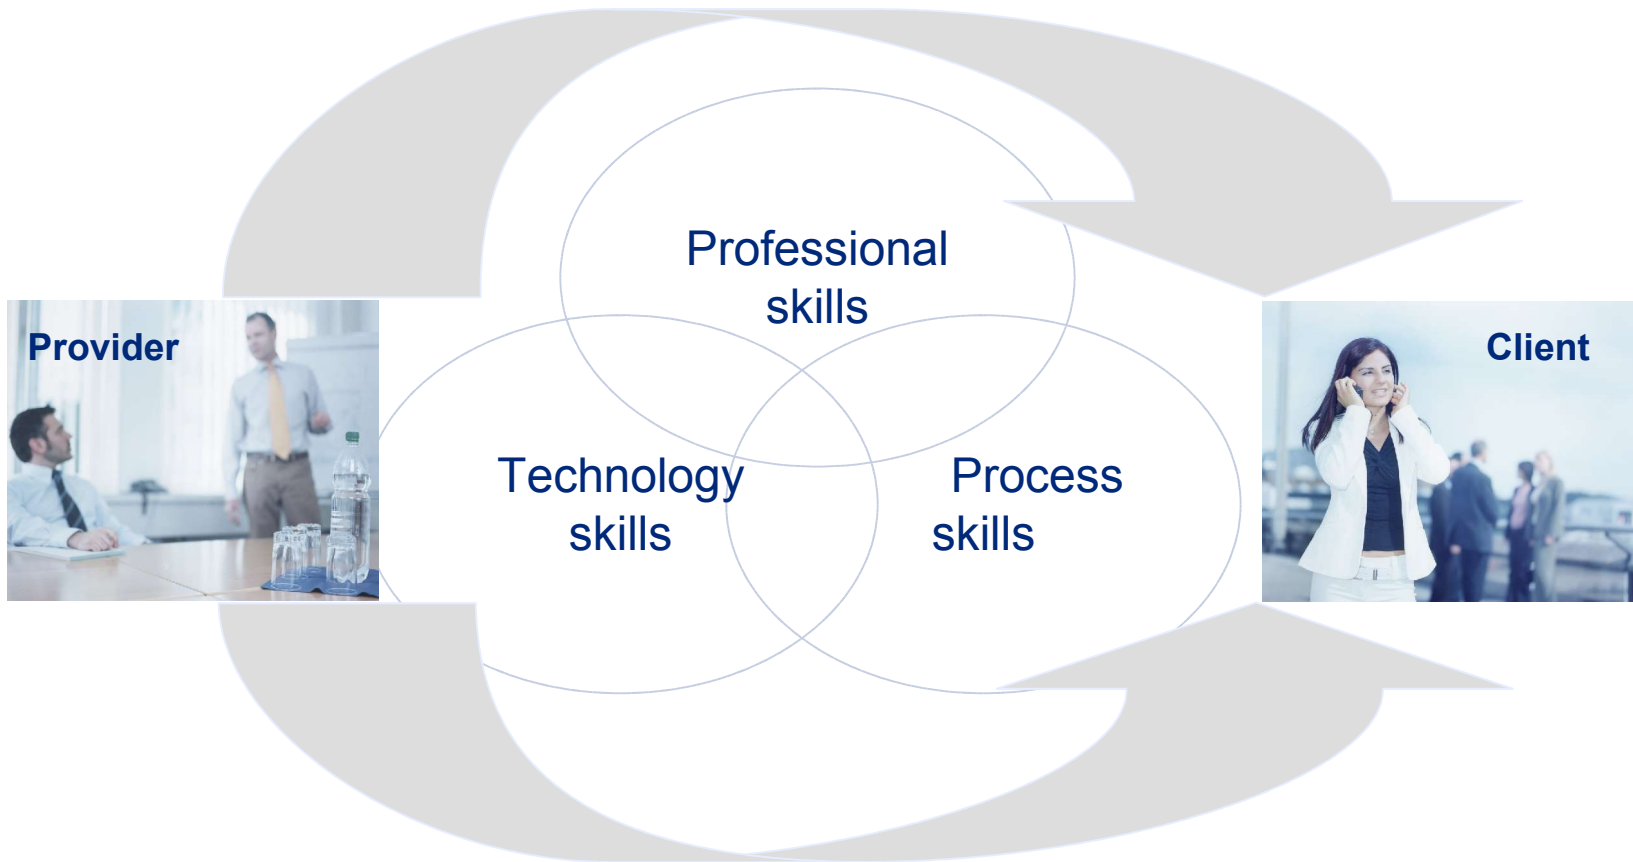 Professional
skills
Provider
Client
Technology
skills
Process
skills